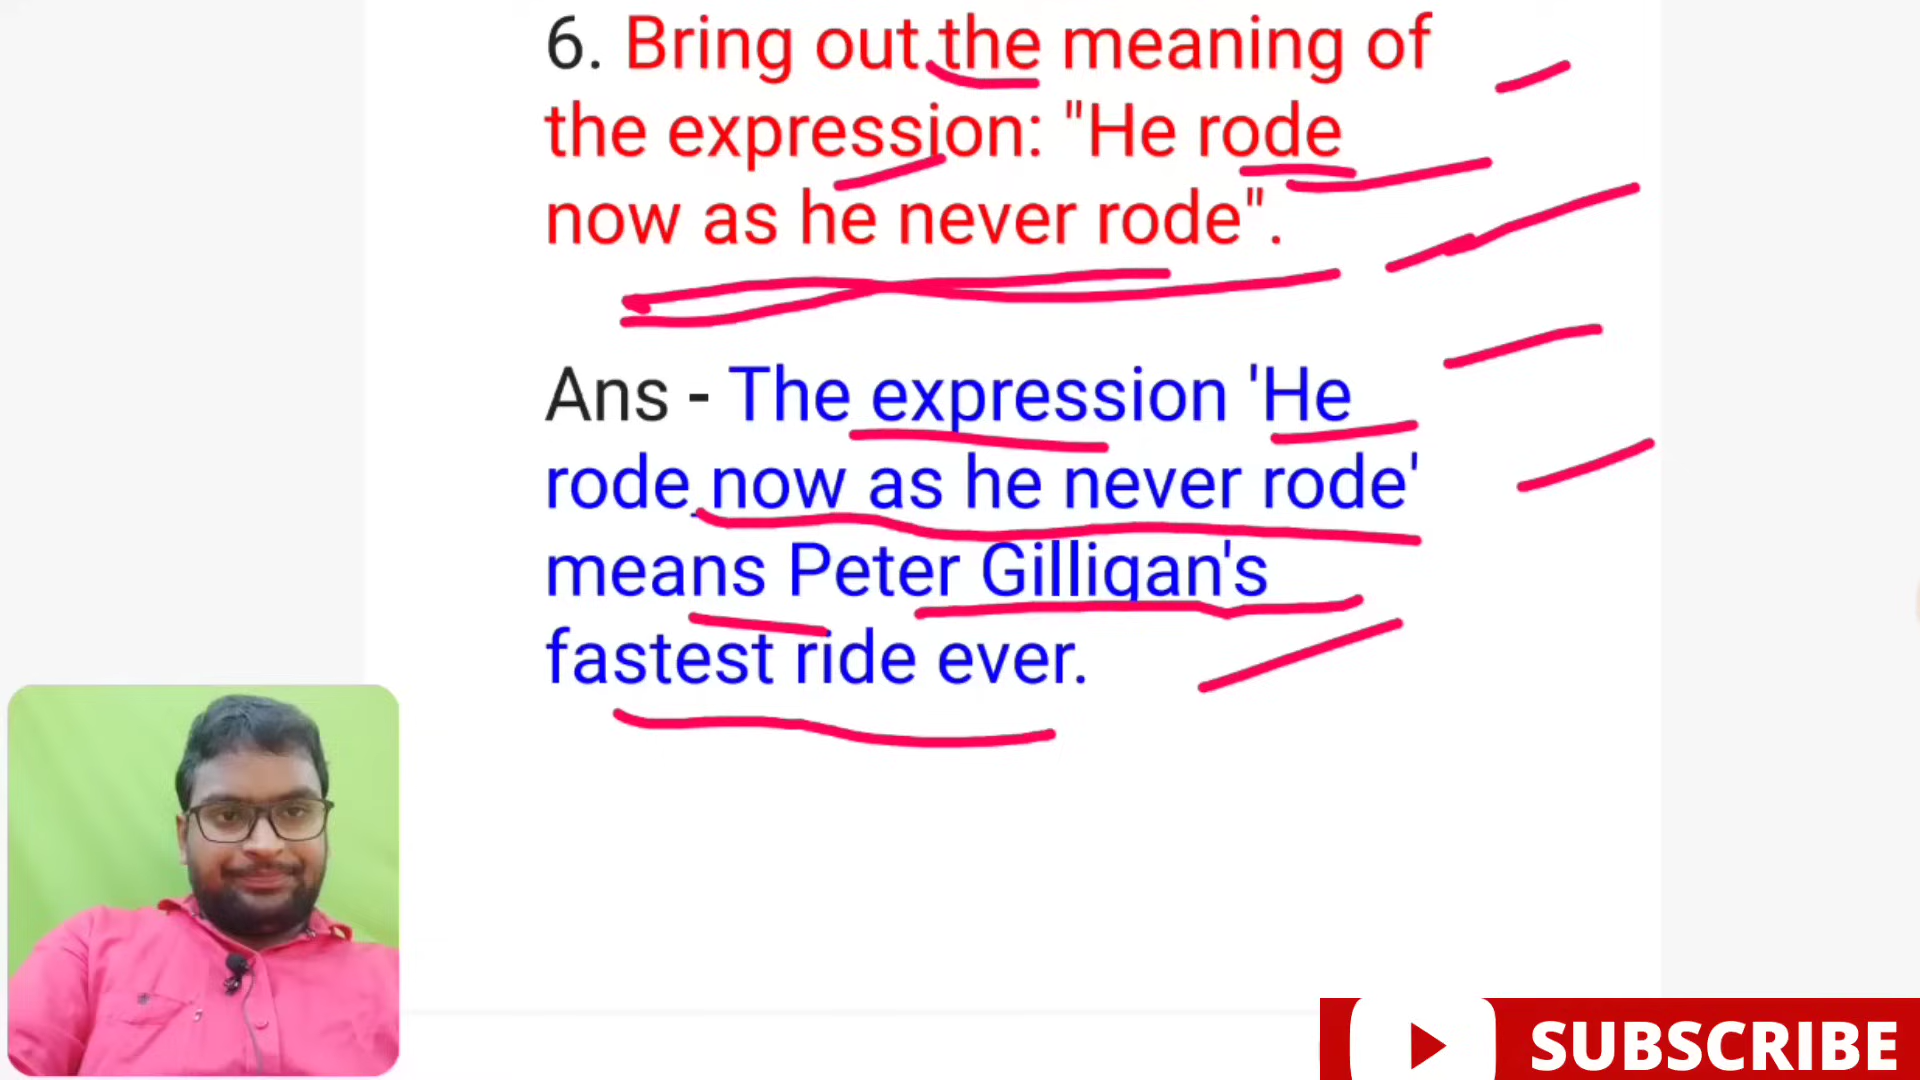 6. Bring out the meaning of
the expression: "He rode
now as he never rode".
Ans - The expression 'He
rode now as he never rode'
means Peter Gilligan's
fastest ride ever.
SUBSCRIBE